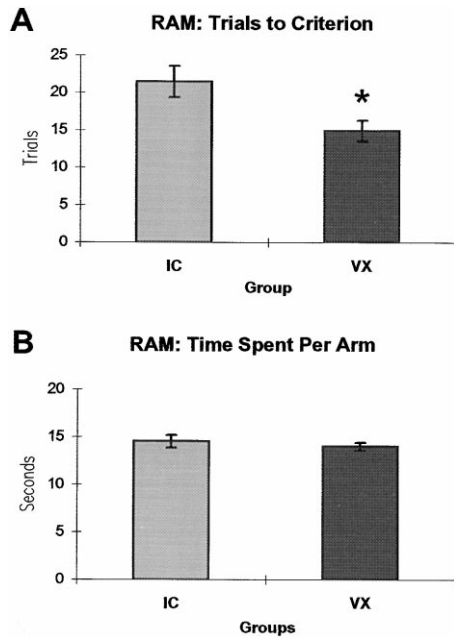 A
RAM: Trials to Criterion
25
20
15
10
5
0
Trials
*
IC
VX
Group
B
RAM: Time Spent Per Arm
20
15
10
5
0
Seconds
IC
VX
Groups